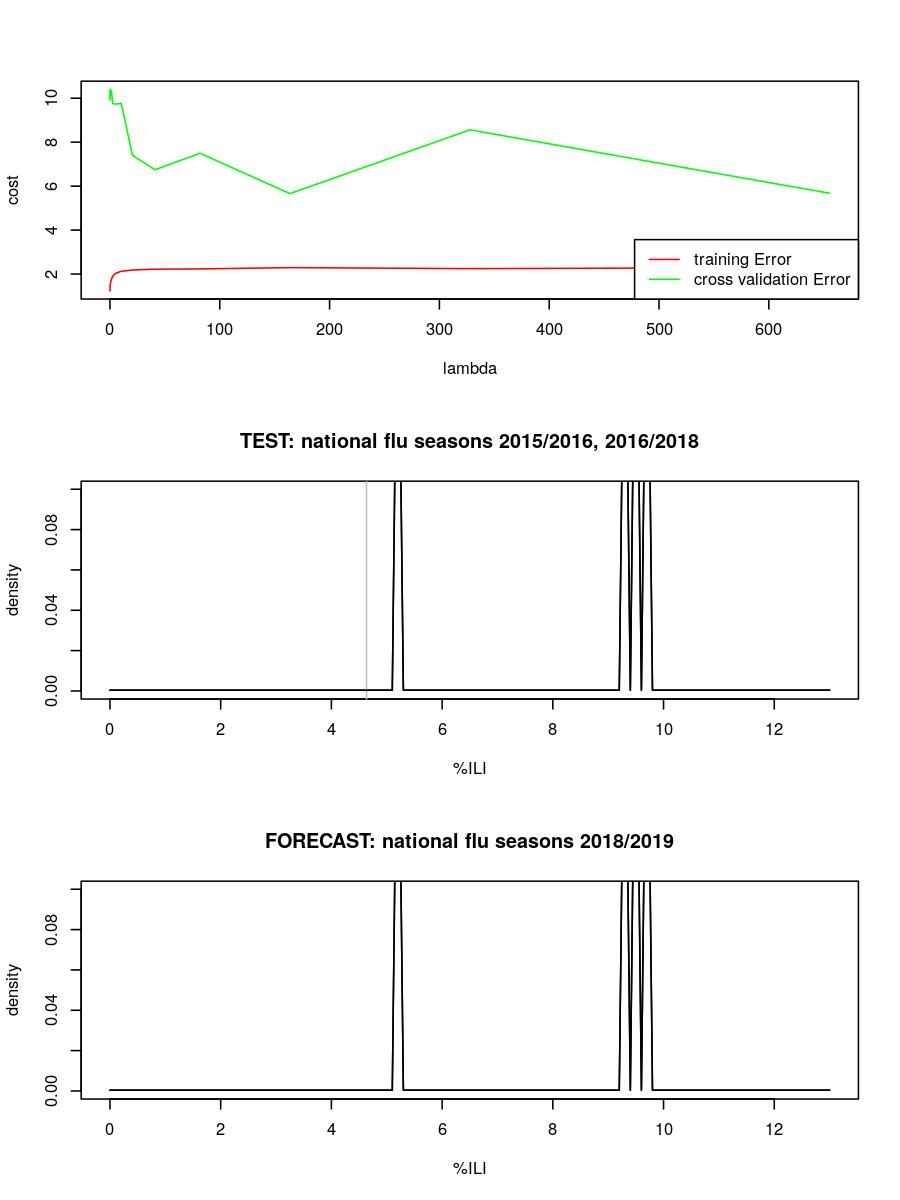 10
8
6
4
2
cost
training Error
cross validation Error
0 100 200 300 400 500 600
lambda
TEST: national flu seasons 2015/2016, 2016/2018
0.08
0.04
0.00
density
0 2 4 6 8 10 12
%ILI
FORECAST: national flu seasons 2018/2019
0.08
0.04
0.00
density
0 2 4 6 8 10 12
%ILI